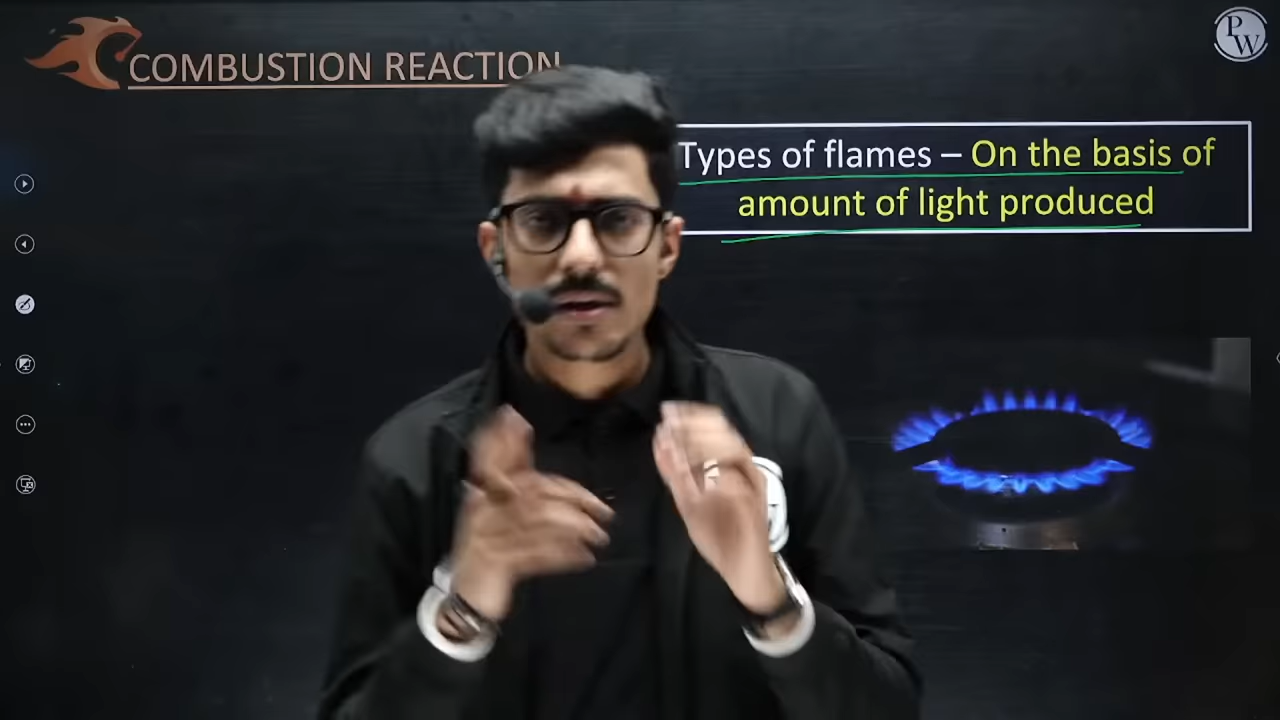 COMBUSTION REACTION
PW
Types of flames – On the basis of
amount of light produced